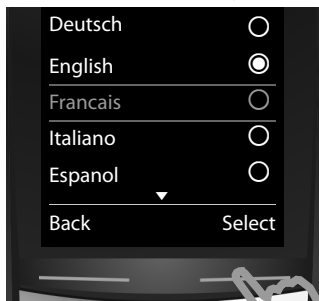 Deutsch
English
Francais
Italiano
Espanol
Back Select